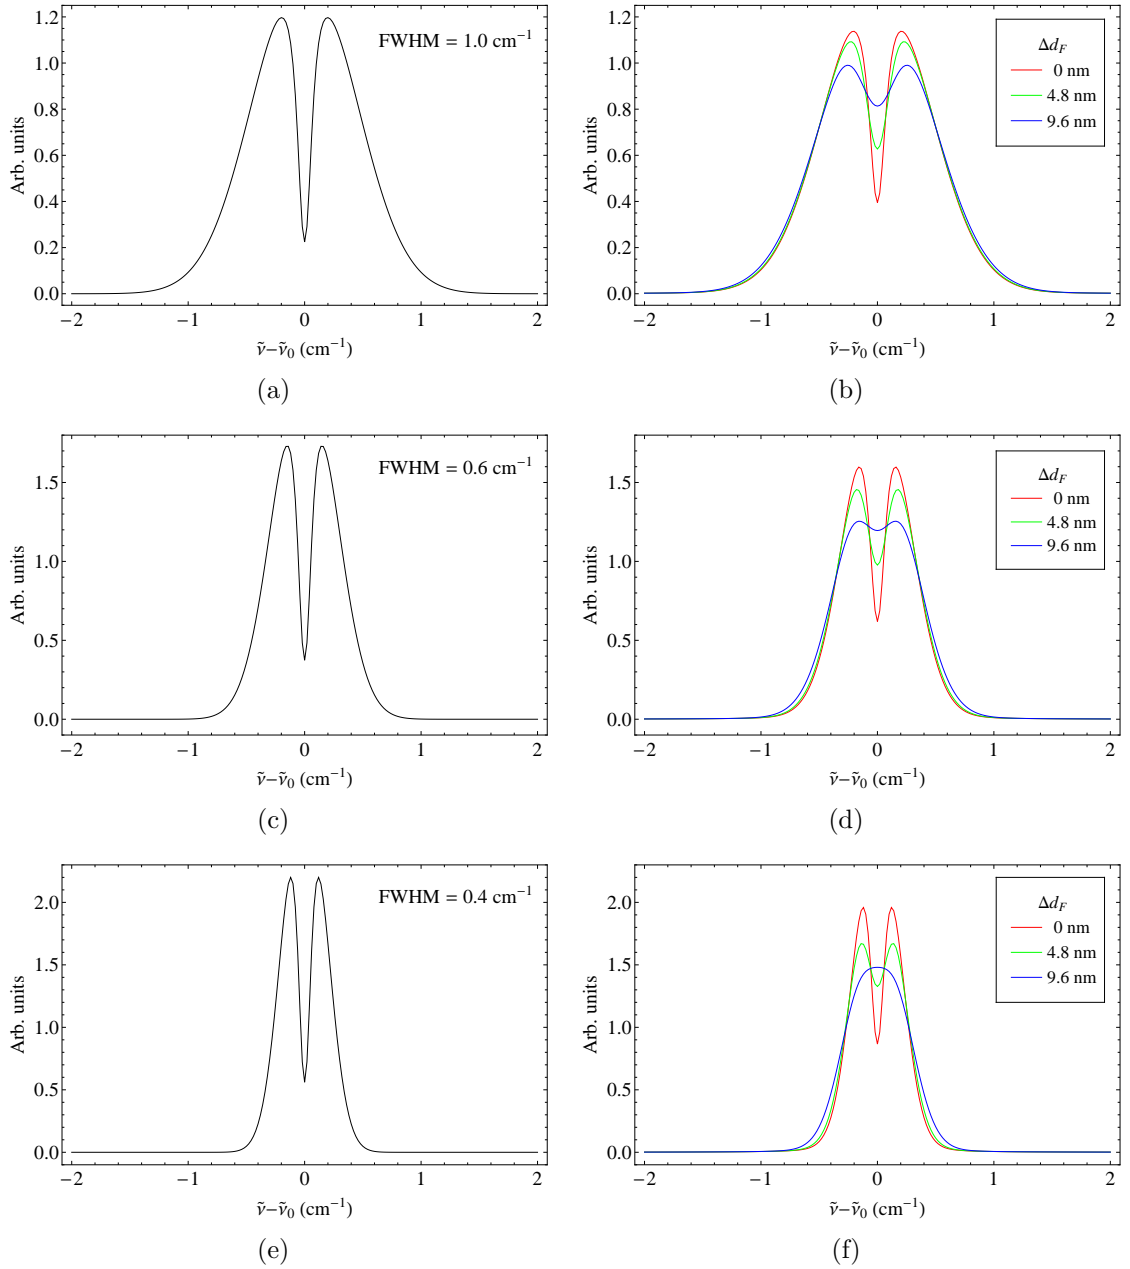 FWHM = 1.0 cm⁻¹
Arb. units
0.0
0.2
0.4
0.6
0.8
1.0
1.2
−2
−1
0
1
2
ν̃−ν̃₀ (cm⁻¹)
(a)
Δd_F
0 nm
4.8 nm
9.6 nm
Arb. units
0.0
0.2
0.4
0.6
0.8
1.0
1.2
−2
−1
0
1
2
ν̃−ν̃₀ (cm⁻¹)
(b)
FWHM = 0.6 cm⁻¹
Arb. units
0.0
0.5
1.0
1.5
−2
−1
0
1
2
ν̃−ν̃₀ (cm⁻¹)
(c)
Δd_F
0 nm
4.8 nm
9.6 nm
Arb. units
0.0
0.5
1.0
1.5
−2
−1
0
1
2
ν̃−ν̃₀ (cm⁻¹)
(d)
FWHM = 0.4 cm⁻¹
Arb. units
0.0
0.5
1.0
1.5
2.0
−2
−1
0
1
2
ν̃−ν̃₀ (cm⁻¹)
(e)
Δd_F
0 nm
4.8 nm
9.6 nm
Arb. units
0.0
0.5
1.0
1.5
2.0
−2
−1
0
1
2
ν̃−ν̃₀ (cm⁻¹)
(f)